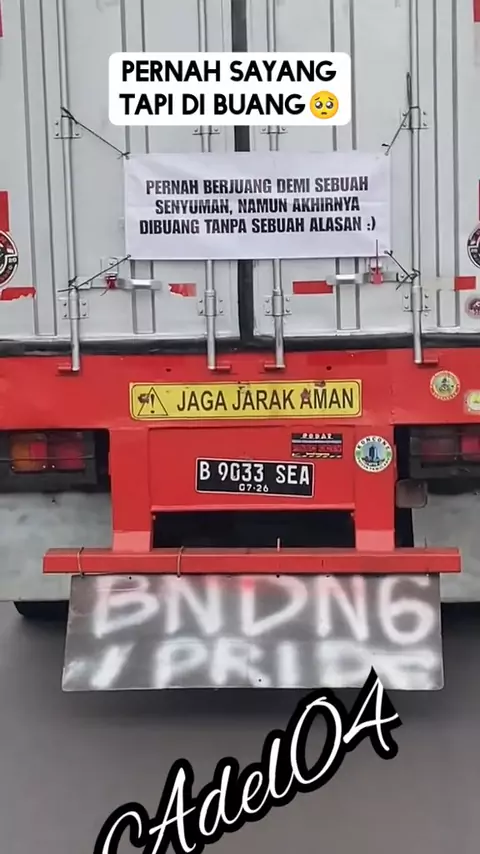 PERNAH SAYANG
TAPI DI BUANG🥺
PERNAH BERJUANG DEMI SEBUAH
SENYUMAN, NAMUN AKHIRNYA
DIBUANG TANPA SEBUAH ALASAN :)
JAGA JARAK AMAN
B 9033 SEA
07·26
BNDNG
PRIDE
Adel04